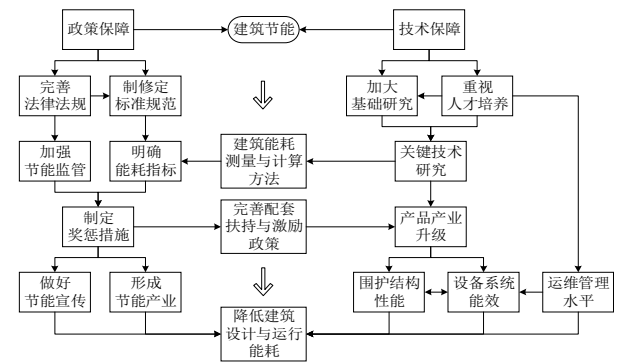 政策保障
建筑节能
技术保障
完善
法律法规
制修定
标准规范
加大
基础研究
重视
人才培养
加强
节能监管
明确
能耗指标
建筑能耗
测量与计算
方法
关键技术
研究
制定
奖惩措施
完善配套
扶持与激励
政策
产品产业
升级
做好
节能宣传
形成
节能产业
围护结构
性能
设备系统
能效
运维管理
水平
降低建筑
设计与运行
能耗